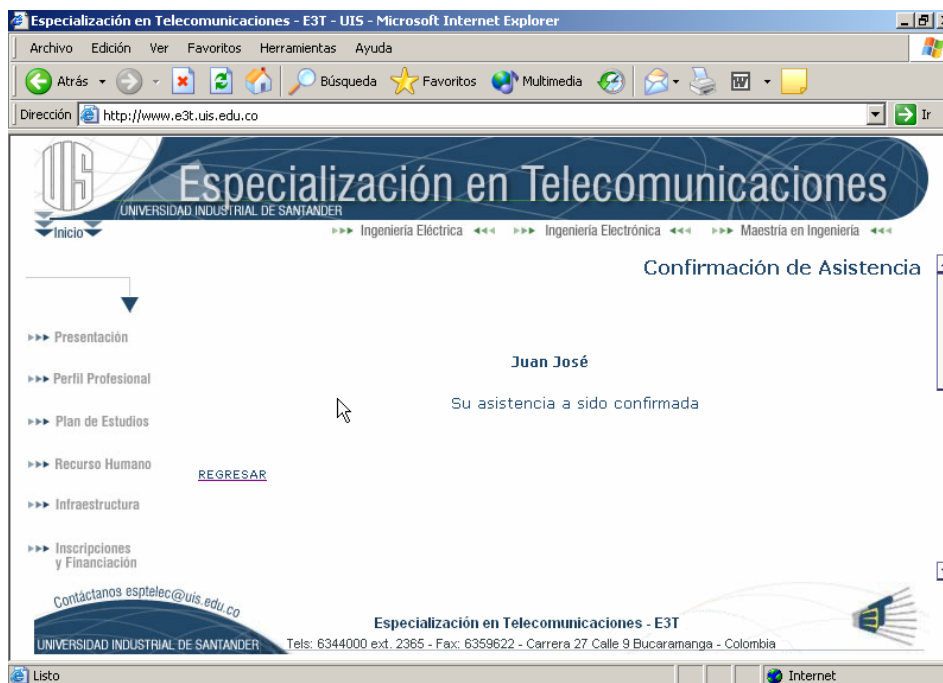 Especialización en Telecomunicaciones - E3T - UIS - Microsoft Internet Explorer
Archivo Edición Ver Favoritos Herramientas Ayuda
Atrás Búsqueda Favoritos Multimedia
Dirección http://www.e3t.uis.edu.co Ir
UIS
Especialización en Telecomunicaciones
UNIVERSIDAD INDUSTRIAL DE SANTANDER
Inicio
Ingeniería Eléctrica Ingeniería Electrónica Maestría en Ingeniería
Confirmación de Asistencia
Presentación
Juan José
Perfil Profesional
Su asistencia a sido confirmada
Plan de Estudios
Recurso Humano
REGRESAR
Infraestructura
Inscripciones
y Financiación
Contáctanos esptelec@uis.edu.co
Especialización en Telecomunicaciones - E3T
UNIVERSIDAD INDUSTRIAL DE SANTANDER
Tels: 6344000 ext. 2365 - Fax: 6359622 - Carrera 27 Calle 9 Bucaramanga - Colombia
Listo Internet